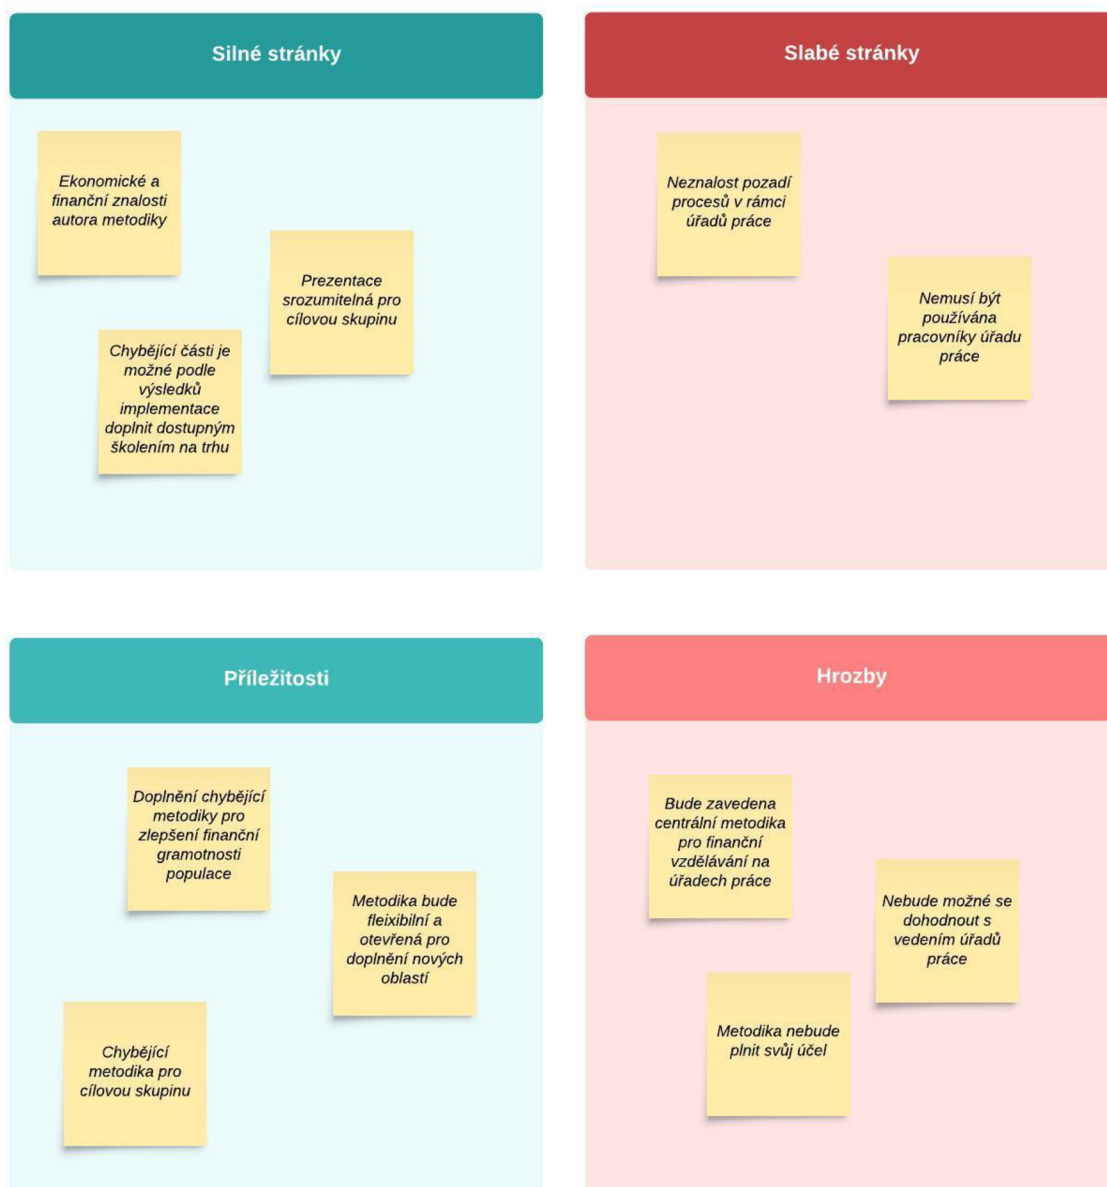 Silné stránky
Ekonomické a
finanční znalosti
autora metodiky
Prezentace
srozumitelná pro
cílovou skupinu
Chybějící části je
možné podle
výsledků
implementace
doplnit dostupným
školením na trhu
Slabé stránky
Neznalost pozadí
procesů v rámci
úřadů práce
Nemusí být
používána
pracovníky úřadu
práce
Příležitosti
Doplnění chybějící
metodiky pro
zlepšení finanční
gramotnosti
populace
Metodika bude
fleixibilní a
otevřená pro
doplnění nových
oblastí
Chybějící
metodika pro
cílovou skupinu
Hrozby
Bude zavedena
centrální metodika
pro finanční
vzdělávání na
úřadech práce
Nebude možné se
dohodnout s
vedením úřadů
práce
Metodika nebude
plnit svůj účel